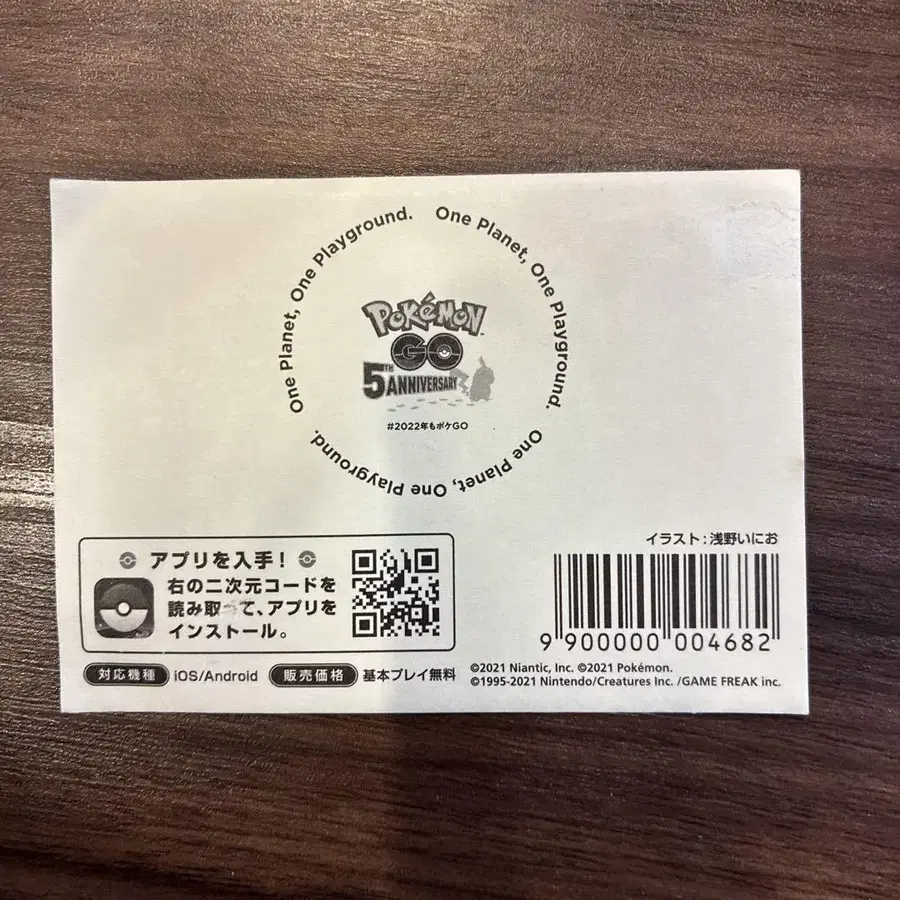 One Planet, One Playground.
One Planet, One Playground.
One Planet, One Playground.
POKéMON
GO
5TH
ANNIVERSARY
#2022年もポケGO
アプリを入手!
右の二次元コードを
読み取って、アプリを
インストール。
対応機種 iOS/Android 販売価格 基本プレイ無料
イラスト:浅野いにお
9 900000 004682
©2021 Niantic, Inc. ©2021 Pokémon.
©1995-2021 Nintendo/Creatures Inc. /GAME FREAK inc.